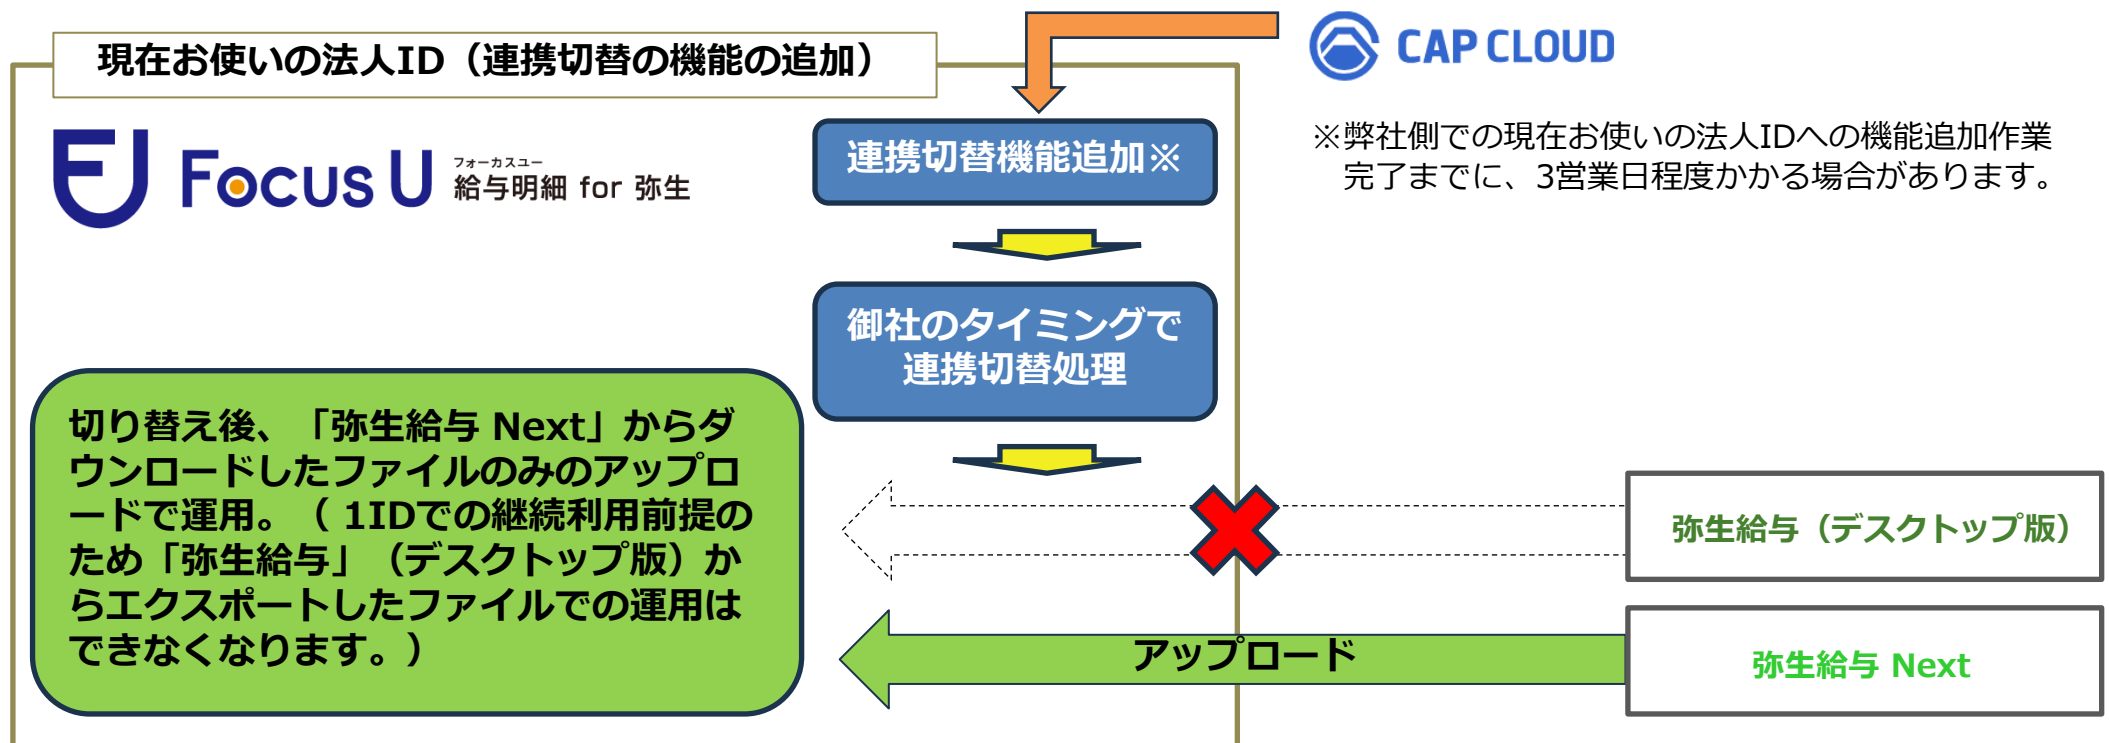 現在お使いの法人ID（連携切替の機能の追加）
CAP CLOUD
Focus U
フォーカスユー
給与明細 for 弥生
連携切替機能追加※
※弊社側での現在お使いの法人IDへの機能追加作業
完了までに、3営業日程度かかる場合があります。
御社のタイミングで
連携切替処理
切り替え後、「弥生給与 Next」からダ
ウンロードしたファイルのみのアップロ
ードで運用。（ 1IDでの継続利用前提の
ため「弥生給与」（デスクトップ版）か
らエクスポートしたファイルでの運用は
できなくなります。）
弥生給与（デスクトップ版）
アップロード
弥生給与 Next